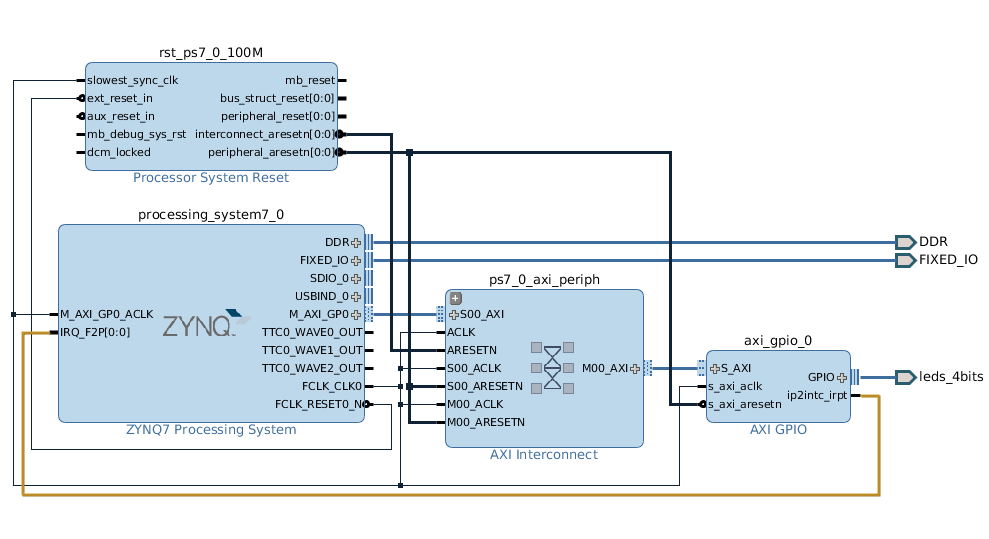 rst_ps7_0_100M
slowest_sync_clk
ext_reset_in
aux_reset_in
mb_debug_sys_rst
dcm_locked
mb_reset
bus_struct_reset[0:0]
peripheral_reset[0:0]
interconnect_aresetn[0:0]
peripheral_aresetn[0:0]
Processor System Reset
processing_system7_0
M_AXI_GP0_ACLK
IRQ_F2P[0:0]
ZYNQ
DDR
FIXED_IO
SDIO_0
USBIND_0
M_AXI_GP0
TTC0_WAVE0_OUT
TTC0_WAVE1_OUT
TTC0_WAVE2_OUT
FCLK_CLK0
FCLK_RESET0_N
ZYNQ7 Processing System
ps7_0_axi_periph
S00_AXI
ACLK
ARESETN
S00_ACLK
S00_ARESETN
M00_ACLK
M00_ARESETN
M00_AXI
AXI Interconnect
axi_gpio_0
S_AXI
s_axi_aclk
s_axi_aresetn
GPIO
ip2intc_irpt
AXI GPIO
DDR
FIXED_IO
leds_4bits